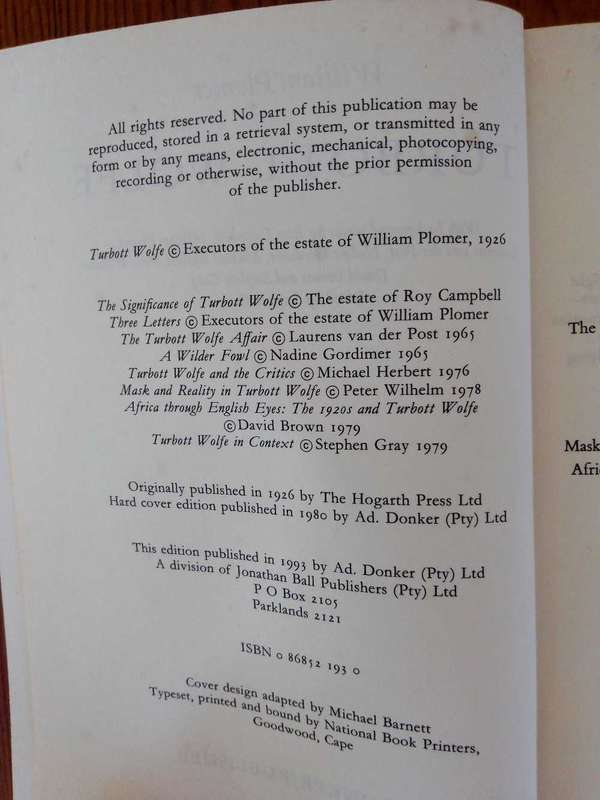 All rights reserved. No part of this publication may be
reproduced, stored in a retrieval system, or transmitted in any
form or by any means, electronic, mechanical, photocopying,
recording or otherwise, without the prior permission
of the publisher.
Turbott Wolfe © Executors of the estate of William Plomer, 1926
The Significance of Turbott Wolfe © The estate of Roy Campbell
Three Letters © Executors of the estate of William Plomer
The Turbott Wolfe Affair © Laurens van der Post 1965
A Wilder Fowl © Nadine Gordimer 1965
Turbott Wolfe and the Critics © Michael Herbert 1976
Mask and Reality in Turbott Wolfe © Peter Wilhelm 1978
Africa through English Eyes: The 1920s and Turbott Wolfe
© David Brown 1979
Turbott Wolfe in Context © Stephen Gray 1979
Originally published in 1926 by The Hogarth Press Ltd
Hard cover edition published in 1980 by Ad. Donker (Pty) Ltd
This edition published in 1993 by Ad. Donker (Pty) Ltd
A division of Jonathan Ball Publishers (Pty) Ltd
P O Box 2105
Parklands 2121
ISBN 0 86852 193 0
Cover design adapted by Michael Barnett
Typeset, printed and bound by National Book Printers,
Goodwood, Cape
The
Mask
Afri